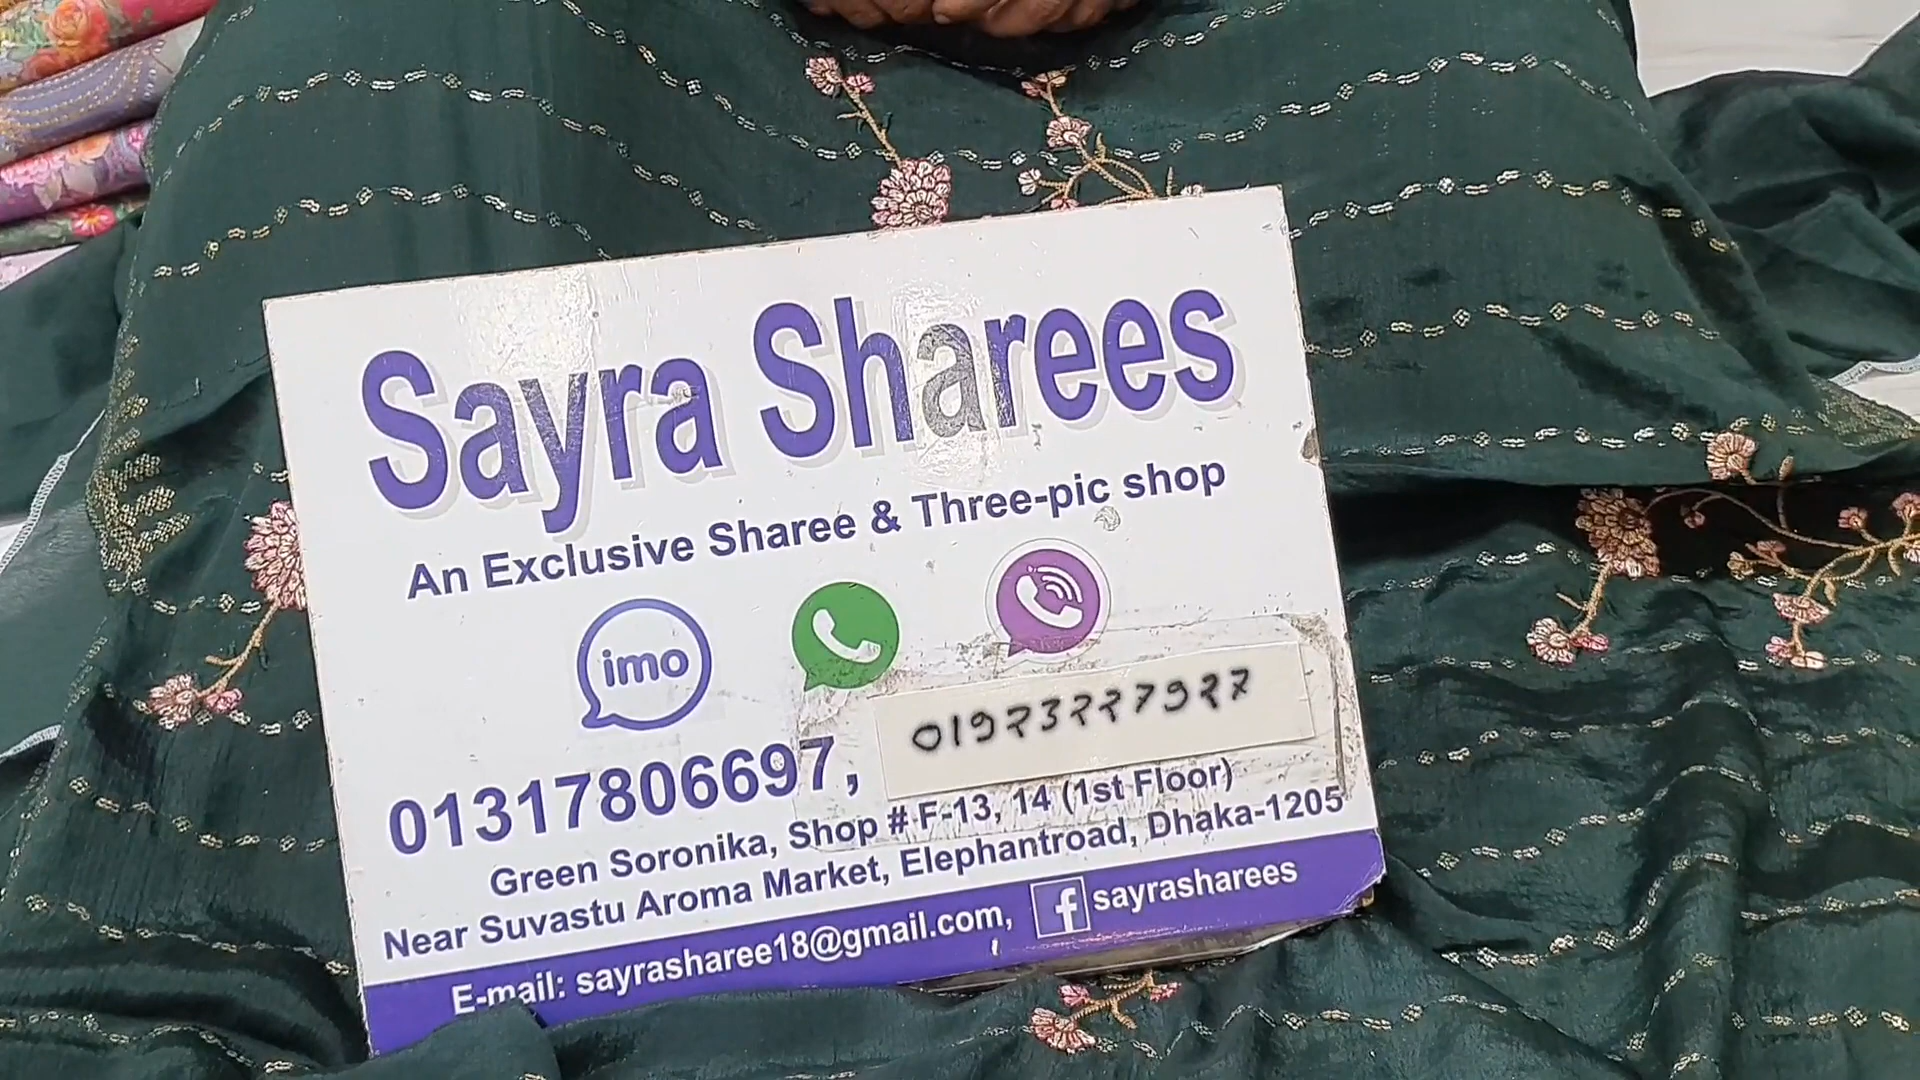 Sayra Sharees
An Exclusive Sharee & Three-pic shop
imo
01317806697, 01923227927
Green Soronika, Shop # F-13, 14 (1st Floor)
Near Suvastu Aroma Market, Elephantroad, Dhaka-1205
E-mail: sayrasharee18@gmail.com, f sayrasharees